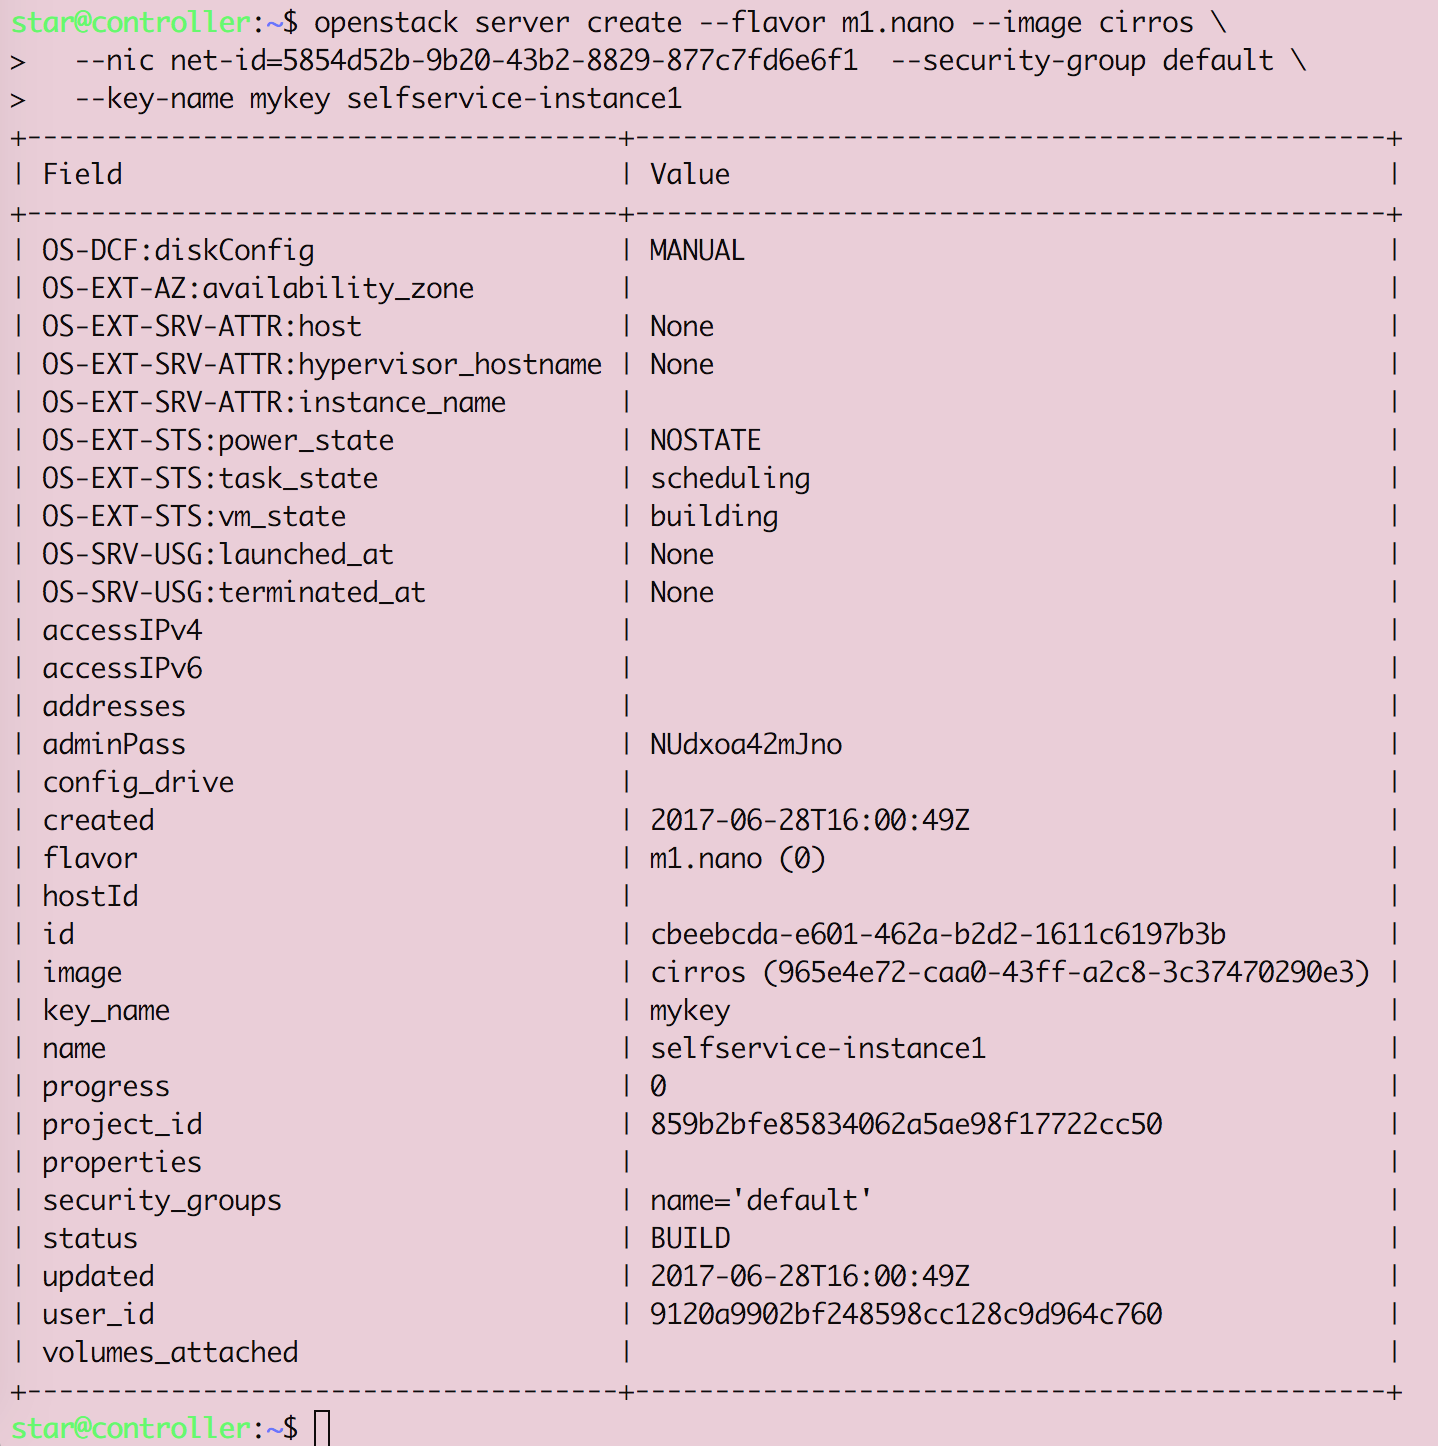 star@controller:~$ openstack server create --flavor m1.nano --image cirros \
>   --nic net-id=5854d52b-9b20-43b2-8829-877c7fd6e6f1  --security-group default \
>   --key-name mykey selfservice-instance1
+-------------------------------------+-----------------------------------------------+
| Field                               | Value                                         |
+-------------------------------------+-----------------------------------------------+
| OS-DCF:diskConfig                   | MANUAL                                        |
| OS-EXT-AZ:availability_zone         |                                               |
| OS-EXT-SRV-ATTR:host                | None                                          |
| OS-EXT-SRV-ATTR:hypervisor_hostname | None                                          |
| OS-EXT-SRV-ATTR:instance_name       |                                               |
| OS-EXT-STS:power_state              | NOSTATE                                       |
| OS-EXT-STS:task_state               | scheduling                                    |
| OS-EXT-STS:vm_state                 | building                                      |
| OS-SRV-USG:launched_at              | None                                          |
| OS-SRV-USG:terminated_at            | None                                          |
| accessIPv4                          |                                               |
| accessIPv6                          |                                               |
| addresses                           |                                               |
| adminPass                           | NUdxoa42mJno                                  |
| config_drive                        |                                               |
| created                             | 2017-06-28T16:00:49Z                          |
| flavor                              | m1.nano (0)                                   |
| hostId                              |                                               |
| id                                  | cbeebcda-e601-462a-b2d2-1611c6197b3b          |
| image                               | cirros (965e4e72-caa0-43ff-a2c8-3c37470290e3) |
| key_name                            | mykey                                         |
| name                                | selfservice-instance1                         |
| progress                            | 0                                             |
| project_id                          | 859b2bfe85834062a5ae98f17722cc50              |
| properties                          |                                               |
| security_groups                     | name='default'                                |
| status                              | BUILD                                         |
| updated                             | 2017-06-28T16:00:49Z                          |
| user_id                             | 9120a9902bf248598cc128c9d964c760              |
| volumes_attached                    |                                               |
+-------------------------------------+-----------------------------------------------+
star@controller:~$